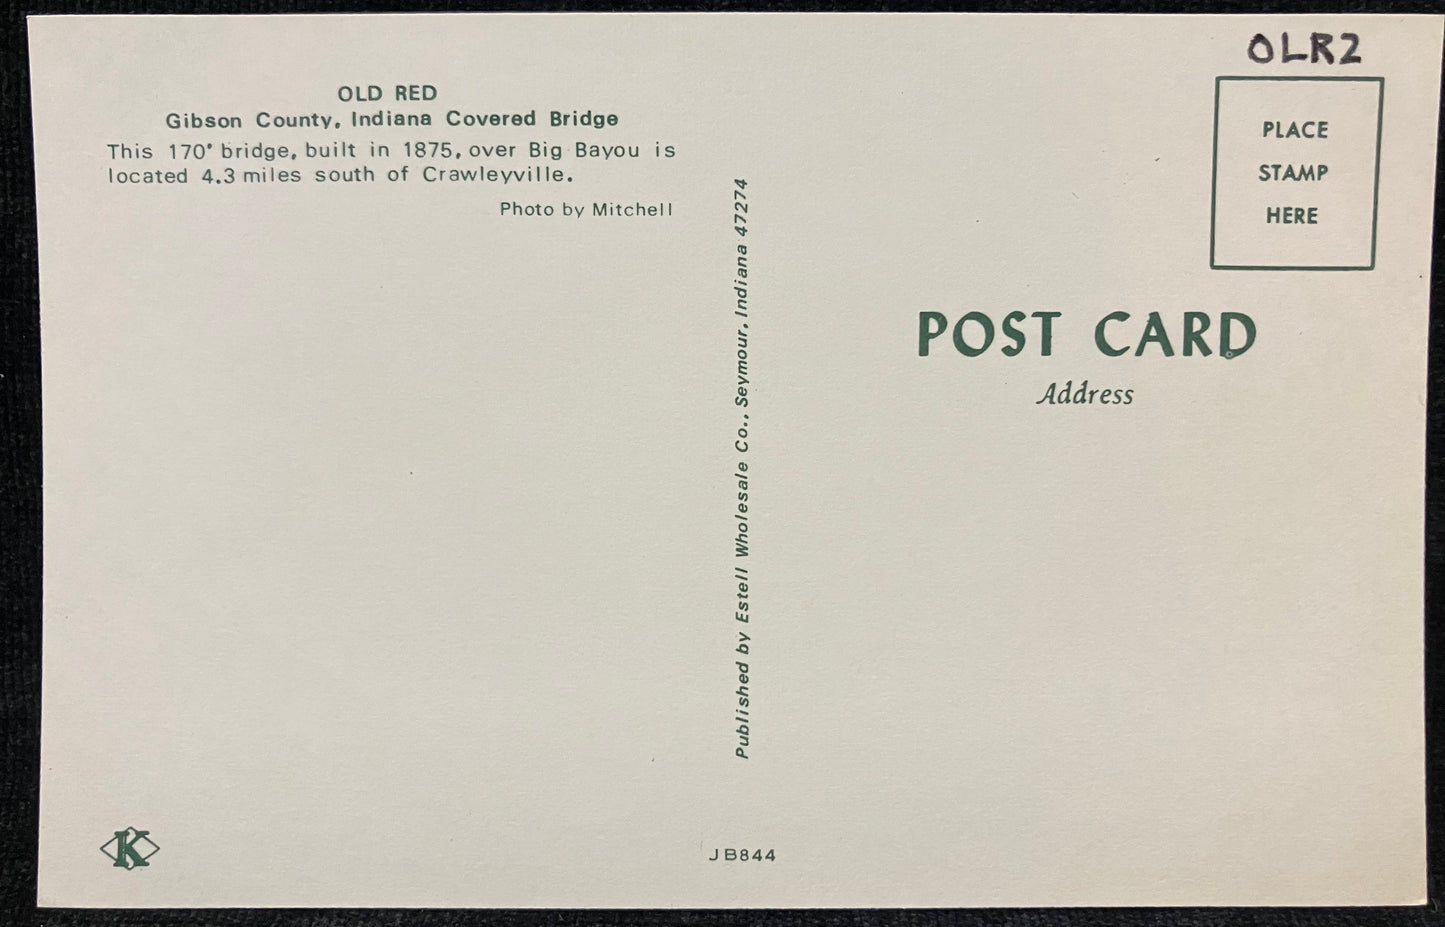 OLR2
OLD RED
Gibson County, Indiana Covered Bridge
This 170' bridge, built in 1875, over Big Bayou is
located 4.3 miles south of Crawleyville.
Photo by Mitchell
Published by Estell Wholesale Co., Seymour, Indiana 47274
PLACE
STAMP
HERE
POST CARD
Address
K
JB844